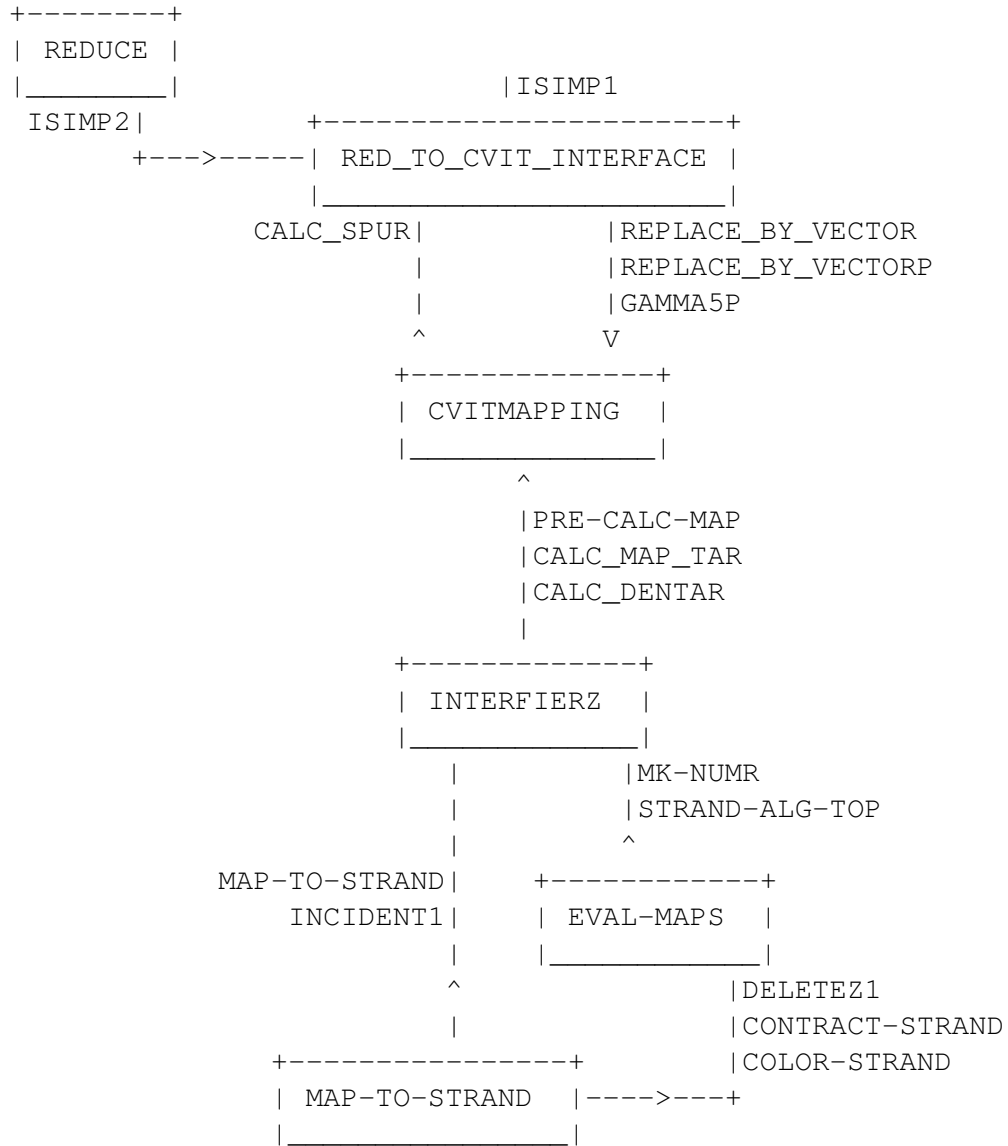 REDUCE
ISIMP1
ISIMP2
RED_TO_CVIT_INTERFACE
CALC_SPUR REPLACE_BY_VECTOR
REPLACE_BY_VECTORP
GAMMA5P
CVITMAPPING
PRE-CALC-MAP
CALC_MAP_TAR
CALC_DENTAR
INTERFIERZ
MK-NUMR
STRAND-ALG-TOP
MAP-TO-STRAND
INCIDENT1 EVAL-MAPS
DELETEZ1
CONTRACT-STRAND
COLOR-STRAND
MAP-TO-STRAND